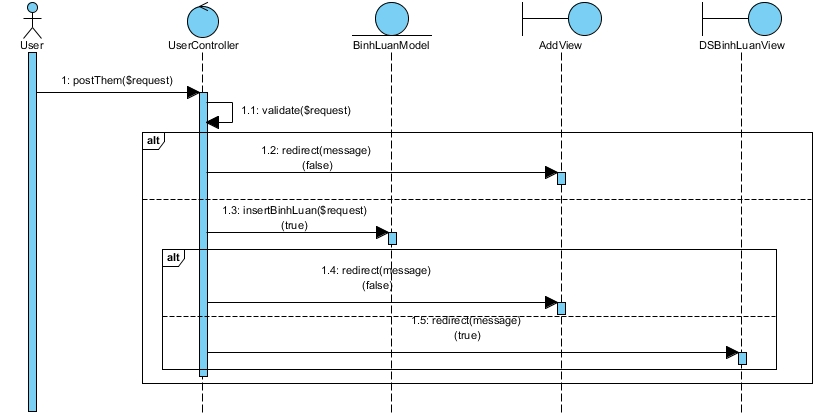 User
UserController
BinhLuanModel
AddView
DSBinhLuanView
1: postThem($request)
1.1: validate($request)
alt
1.2: redirect(message)
(false)
1.3: insertBinhLuan($request)
(true)
alt
1.4: redirect(message)
(false)
1.5: redirect(message)
(true)